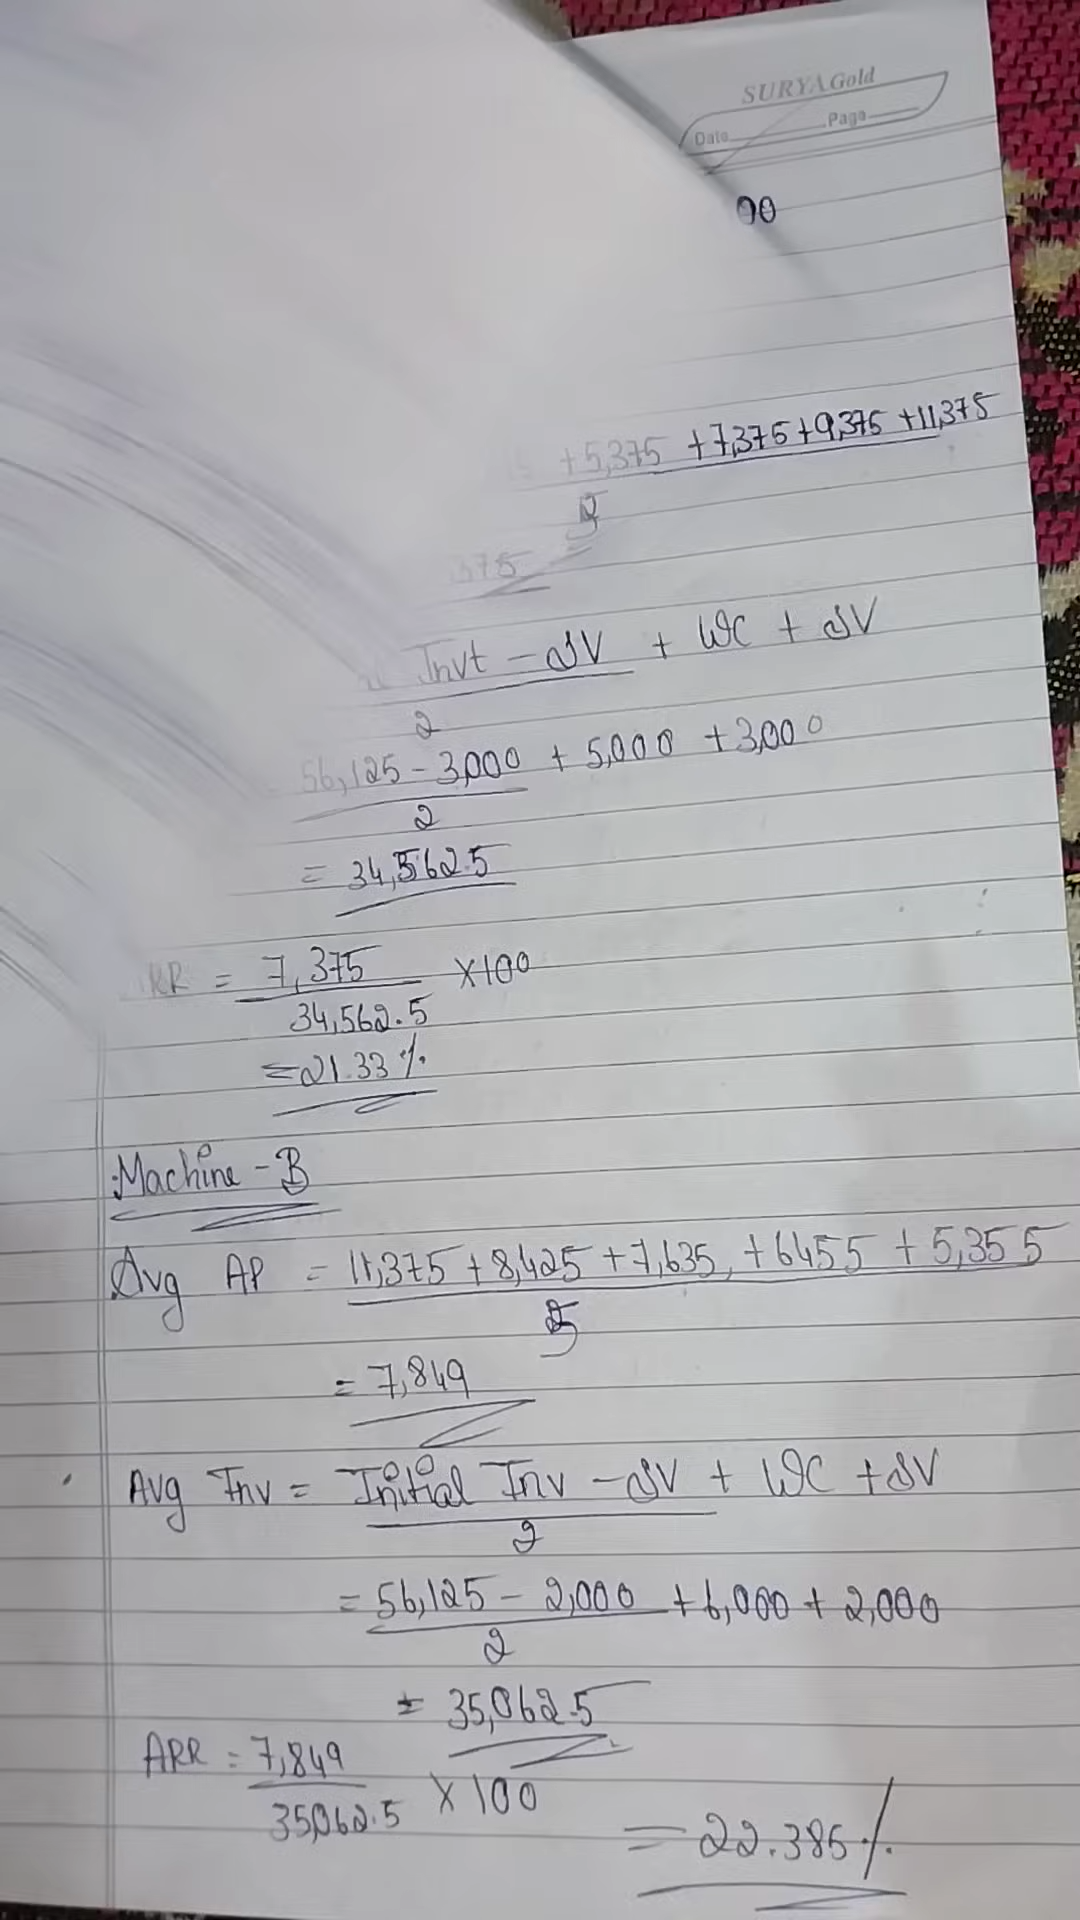 SURYA Gold
Date Page
00
+5,375 +7,375+9,375 +11,375
5
375
Invt - SV + WC + SV
2
56,125 - 3,000 + 5,000 + 3,000
2
= 34,562.5
RR = 7,375 × 100
34,562.5
= 21.33 %
Machine - B
Avg AP = 11,375 + 8,425 + 7,635 + 6455 + 5,355
5
= 7,849
Avg Inv = Initial Inv - SV + WC + SV
2
= 56,125 - 2,000 + 6,000 + 2,000
2
= 35,062.5
ARR = 7,849 × 100
35,062.5
= 22.385 %